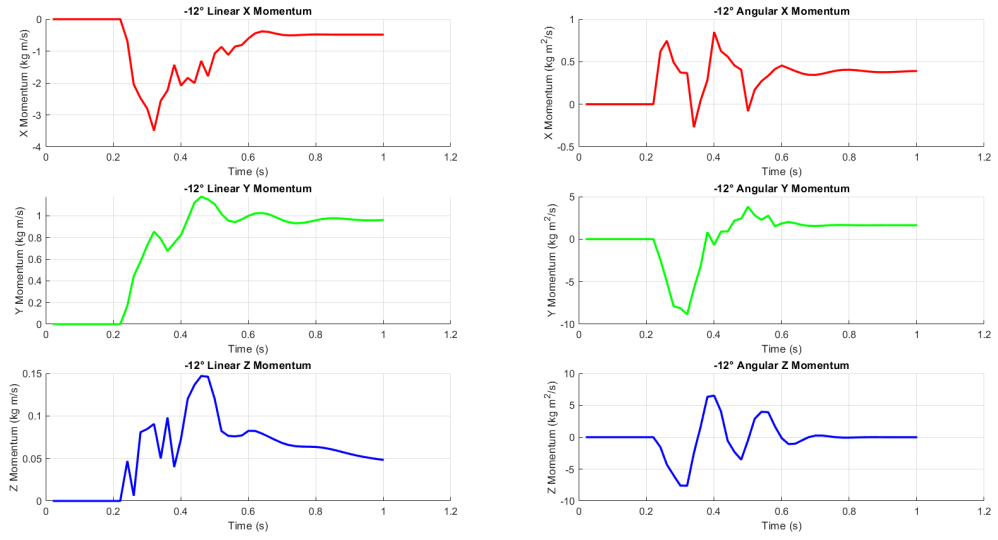 -12° Linear X Momentum
X Momentum (kg m/s)
0
-1
-2
-3
-4
0 0.2 0.4 0.6 0.8 1 1.2
Time (s)
-12° Angular X Momentum
X Momentum (kg m²/s)
1
0.5
0
-0.5
0 0.2 0.4 0.6 0.8 1 1.2
Time (s)
-12° Linear Y Momentum
Y Momentum (kg m/s)
1
0.8
0.6
0.4
0.2
0
0 0.2 0.4 0.6 0.8 1 1.2
Time (s)
-12° Angular Y Momentum
Y Momentum (kg m²/s)
5
0
-5
-10
0 0.2 0.4 0.6 0.8 1 1.2
Time (s)
-12° Linear Z Momentum
Z Momentum (kg m/s)
0.15
0.1
0.05
0
0 0.2 0.4 0.6 0.8 1 1.2
Time (s)
-12° Angular Z Momentum
Z Momentum (kg m²/s)
10
5
0
-5
-10
0 0.2 0.4 0.6 0.8 1 1.2
Time (s)